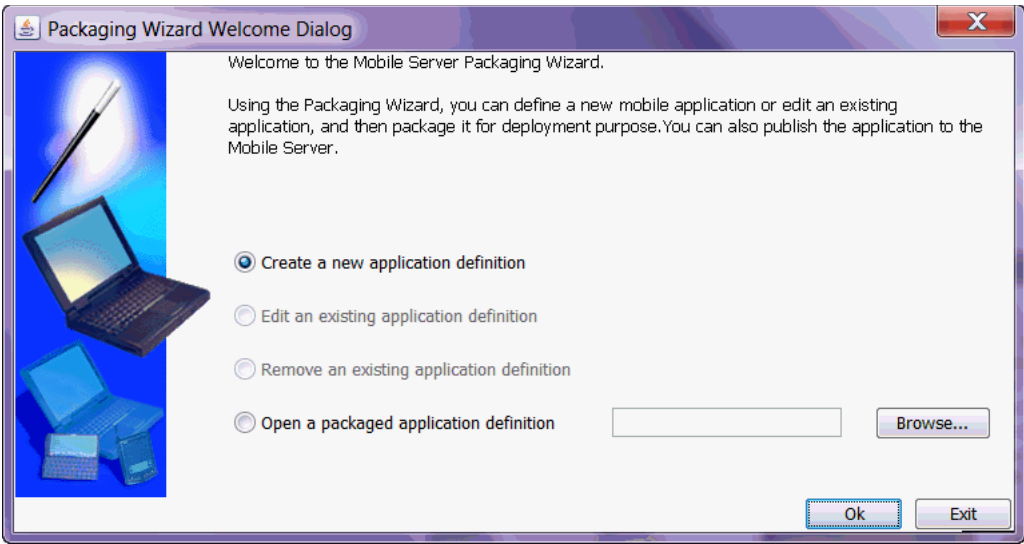 Packaging Wizard Welcome Dialog
Welcome to the Mobile Server Packaging Wizard.
Using the Packaging Wizard, you can define a new mobile application or edit an existing
application, and then package it for deployment purpose.You can also publish the application to the
Mobile Server.
Create a new application definition
Edit an existing application definition
Remove an existing application definition
Open a packaged application definition
Browse...
Ok
Exit